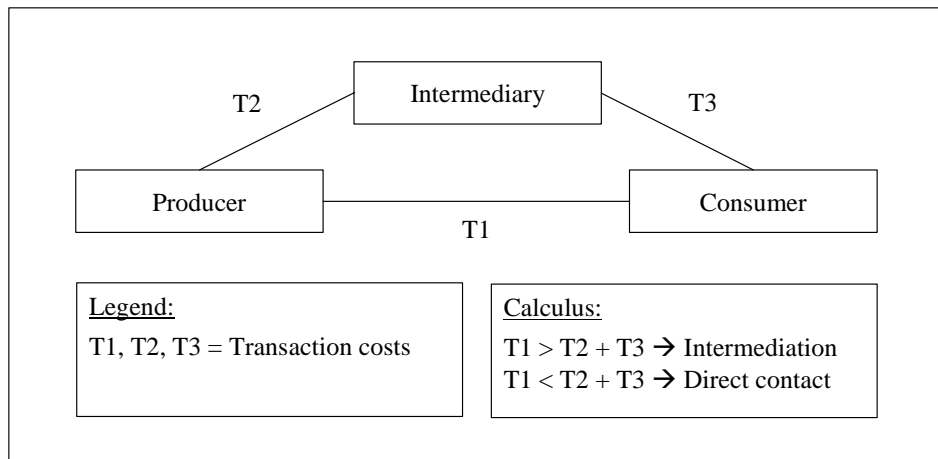 Intermediary
T2
T3
Producer
Consumer
T1
Legend:
T1, T2, T3 = Transaction costs
Calculus:
T1 > T2 + T3 → Intermediation
T1 < T2 + T3 → Direct contact